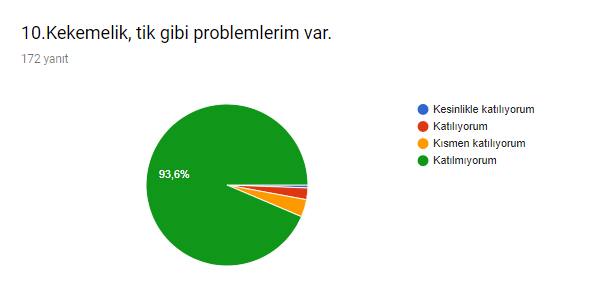 10.Kekemelik, tik gibi problemlerim var.
172 yanıt
93,6%
Kesinlikle katılıyorum
Katılıyorum
Kısmen katılıyorum
Katılmıyorum